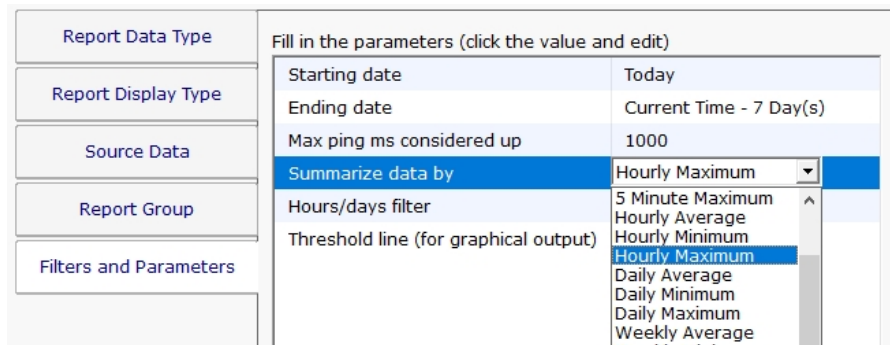 Report Data Type
Report Display Type
Source Data
Report Group
Filters and Parameters
Fill in the parameters (click the value and edit)
Starting date Today
Ending date Current Time - 7 Day(s)
Max ping ms considered up 1000
Summarize data by Hourly Maximum
Hours/days filter
Threshold line (for graphical output)
5 Minute Maximum
Hourly Average
Hourly Minimum
Hourly Maximum
Daily Average
Daily Minimum
Daily Maximum
Weekly Average